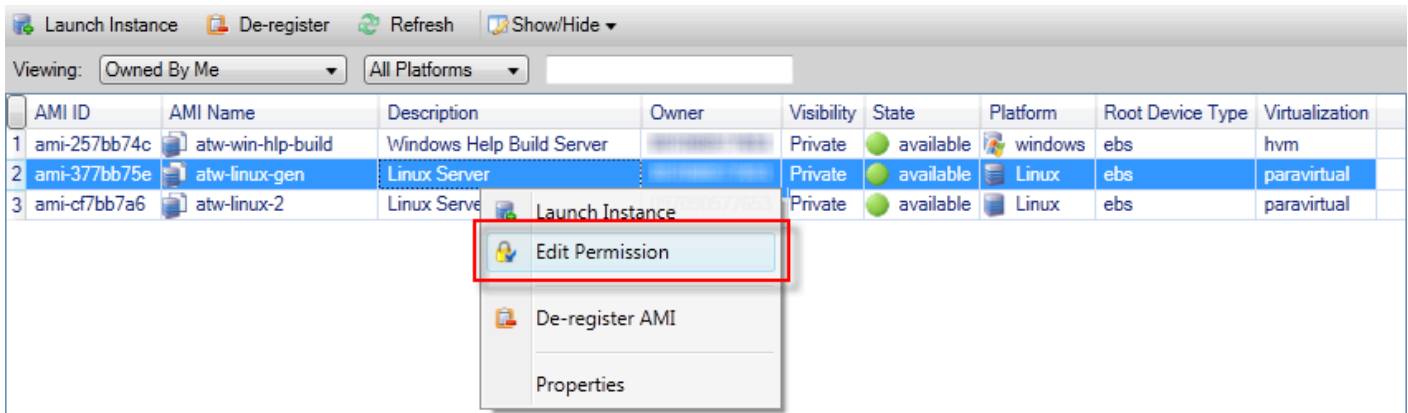 Launch Instance De-register Refresh Show/Hide
Viewing: Owned By Me All Platforms
AMI ID AMI Name Description Owner Visibility State Platform Root Device Type Virtualization
1 ami-257bb74c atw-win-hlp-build Windows Help Build Server Private available windows ebs hvm
2 ami-377bb75e atw-linux-gen Linux Server Private available Linux ebs paravirtual
3 ami-cf7bb7a6 atw-linux-2 Linux Serve Private available Linux ebs paravirtual
Launch Instance
Edit Permission
De-register AMI
Properties